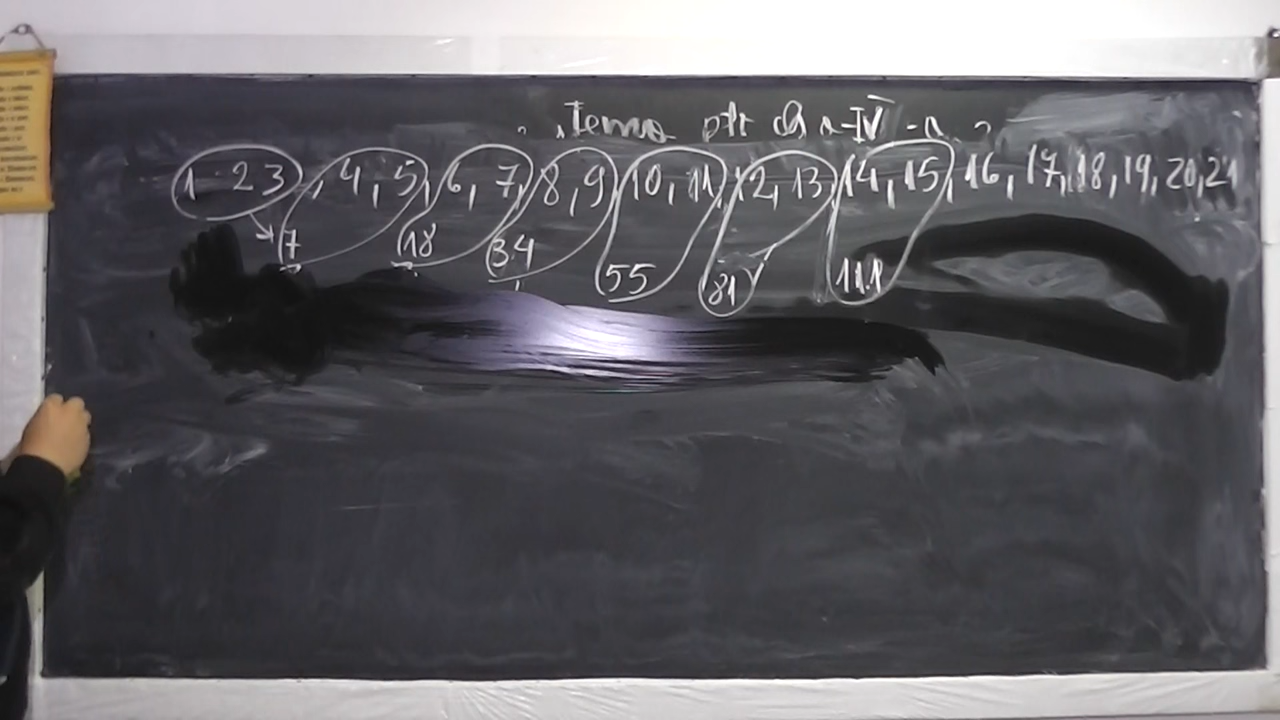 Tema ptr cls a-IV-a
1 2 3, 4, 5, 6, 7, 8, 9, 10, 11, 12, 13, 14, 15, 16, 17, 18, 19, 20, 21
7 18 34 55 81 111